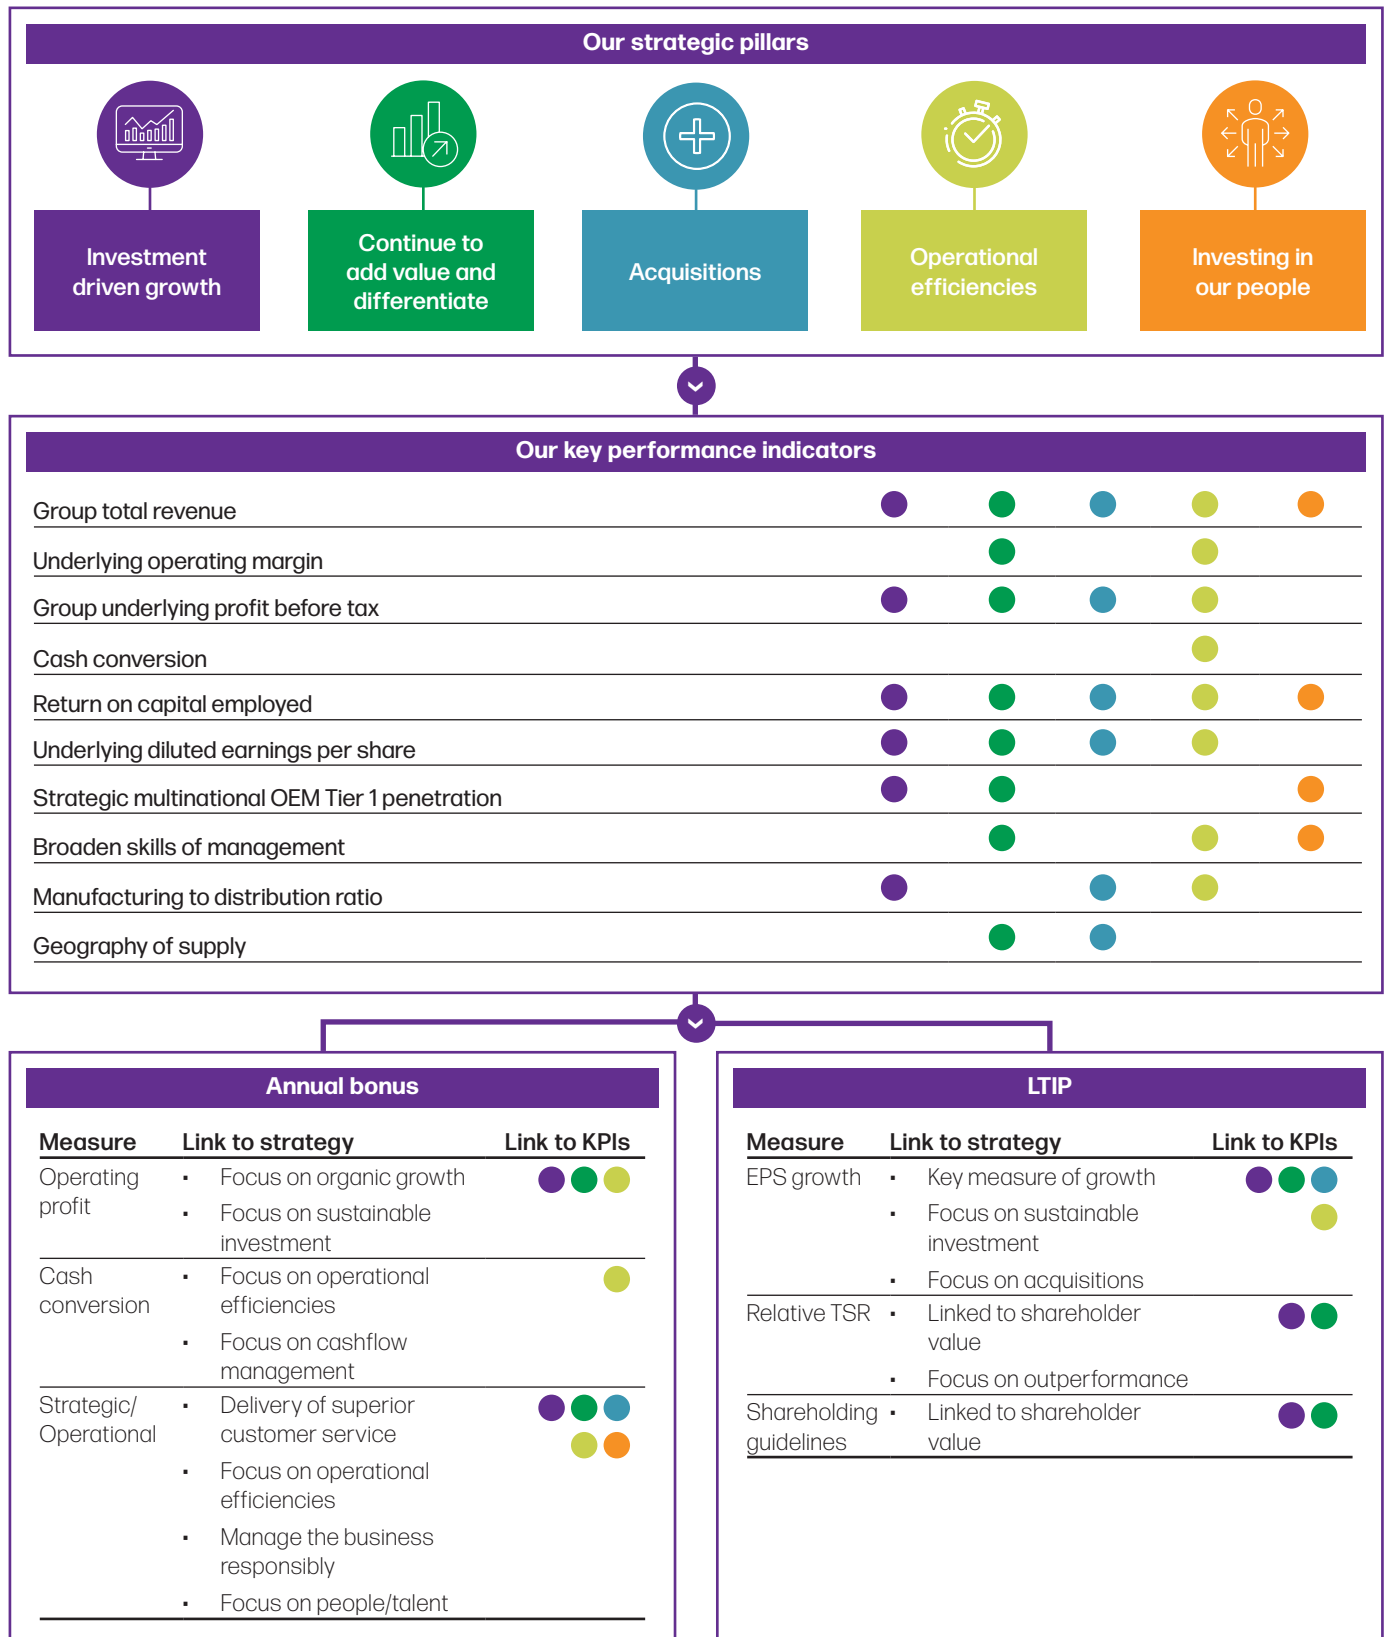 Our strategic pillars
Investment
driven growth
Continue to
add value and
differentiate
Acquisitions
Operational
efficiencies
Investing in
our people
Our key performance indicators
Group total revenue
Underlying operating margin
Group underlying profit before tax
Cash conversion
Return on capital employed
Underlying diluted earnings per share
Strategic multinational OEM Tier 1 penetration
Broaden skills of management
Manufacturing to distribution ratio
Geography of supply
Annual bonus
Measure Link to strategy Link to KPIs
Operating
profit
▪ Focus on organic growth
▪ Focus on sustainable
investment
Cash
conversion
▪ Focus on operational
efficiencies
▪ Focus on cashflow
management
Strategic/
Operational
▪ Delivery of superior
customer service
▪ Focus on operational
efficiencies
▪ Manage the business
responsibly
▪ Focus on people/talent
LTIP
Measure Link to strategy Link to KPIs
EPS growth
▪ Key measure of growth
▪ Focus on sustainable
investment
▪ Focus on acquisitions
Relative TSR
▪ Linked to shareholder
value
▪ Focus on outperformance
Shareholding
guidelines
▪ Linked to shareholder
value